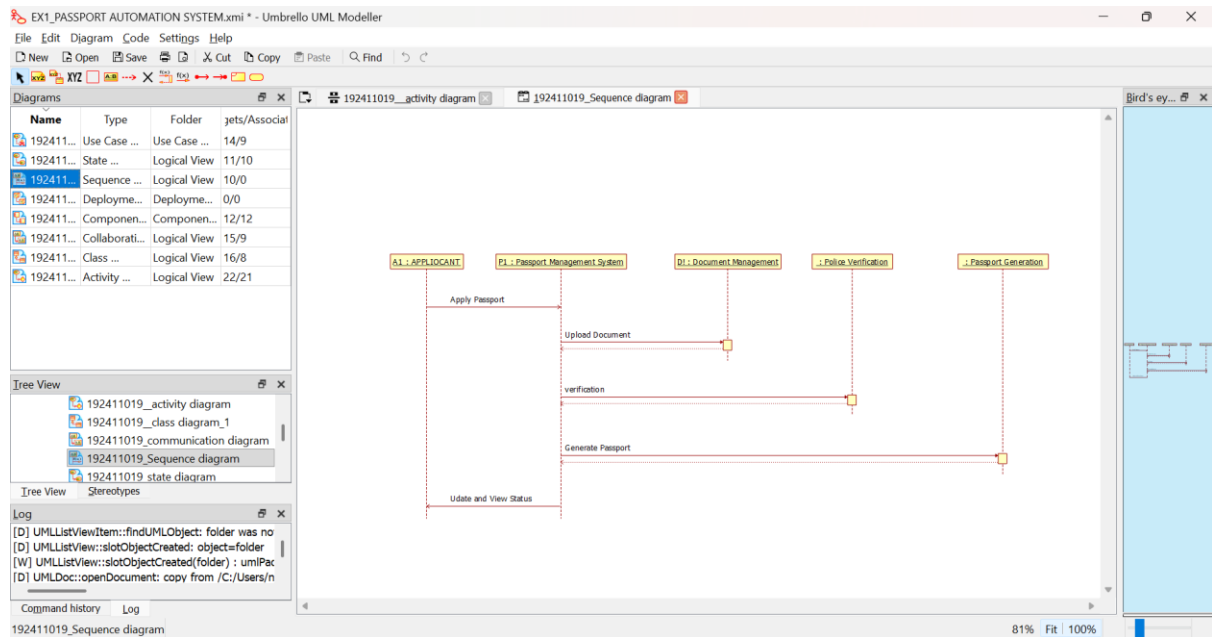 EX1_PASSPORT AUTOMATION SYSTEM.xmi * - Umbrello UML Modeller
File Edit Diagram Code Settings Help
New Open Save Cut Copy Paste Find
XYZ XYZ A:B f(x) f(x)
Diagrams
192411019__activity diagram 192411019_Sequence diagram
Bird's ey...
Name Type Folder gets/Associat
192411... Use Case ... Use Case ... 14/9
192411... State ... Logical View 11/10
192411... Sequence ... Logical View 10/0
192411... Deployme... Deployme... 0/0
192411... Componen... Componen... 12/12
192411... Collaborati... Logical View 15/9
192411... Class ... Logical View 16/8
192411... Activity ... Logical View 22/21
A1 : APPLIOCANT P1 : Passport Management System D! : Document Management _: Police Verification _: Passport Generation
Apply Passport
Upload Document
verification
Generate Passport
Udate and View Status
Tree View
192411019__activity diagram
192411019__class diagram_1
192411019_communication diagram
192411019_Sequence diagram
192411019 state diagram
Tree View Stereotypes
Log
[D] UMLListViewItem::findUMLObject: folder was no
[D] UMLListView::slotObjectCreated: object=folder
[W] UMLListView::slotObjectCreated(folder) : umlPac
[D] UMLDoc::openDocument: copy from /C:/Users/n
Command history Log
192411019_Sequence diagram
81% Fit 100%